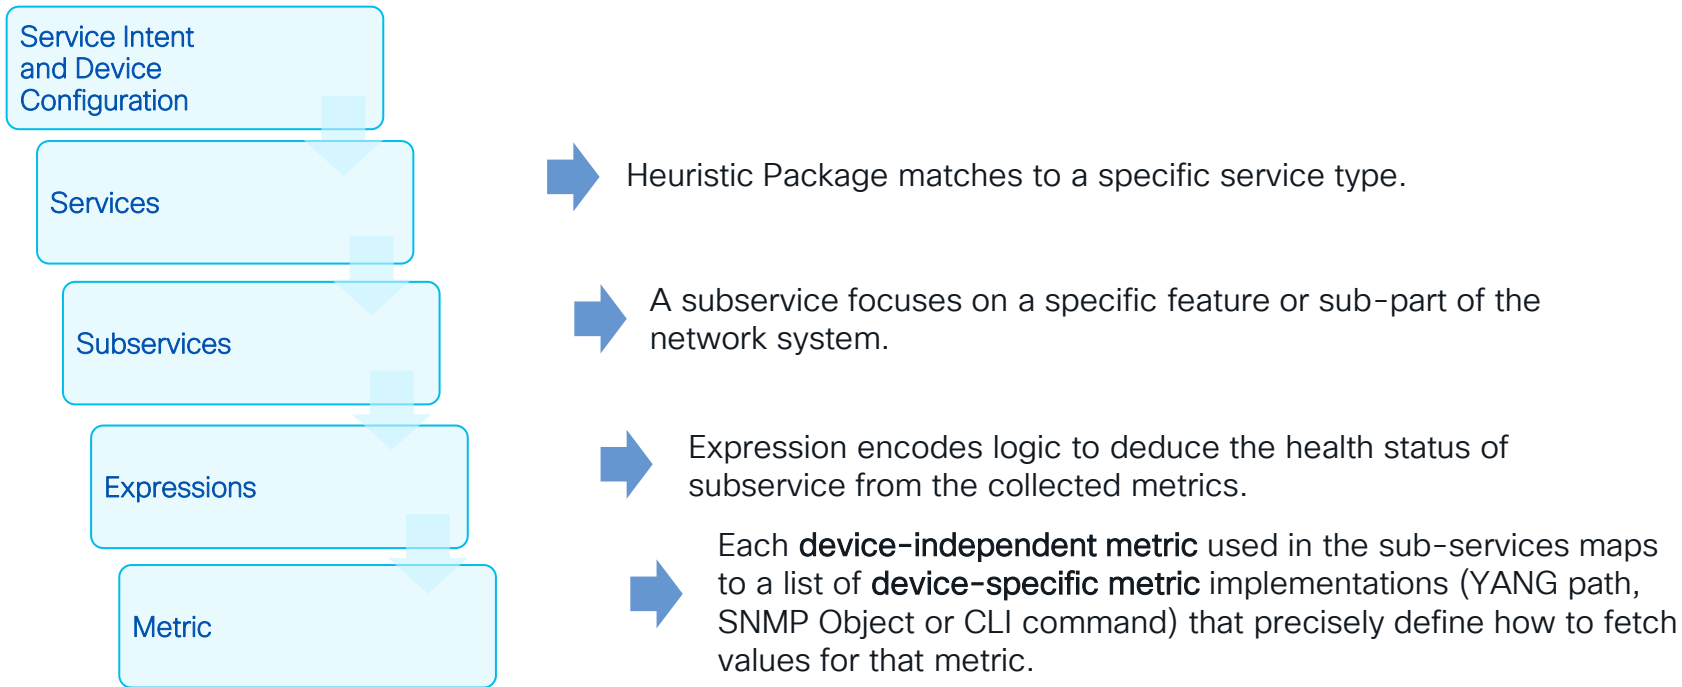 Service Intent
and Device
Configuration
Services
Heuristic Package matches to a specific service type.
Subservices
A subservice focuses on a specific feature or sub-part of the
network system.
Expressions
Expression encodes logic to deduce the health status of
subservice from the collected metrics.
Metric
Each device-independent metric used in the sub-services maps
to a list of device-specific metric implementations (YANG path,
SNMP Object or CLI command) that precisely define how to fetch
values for that metric.